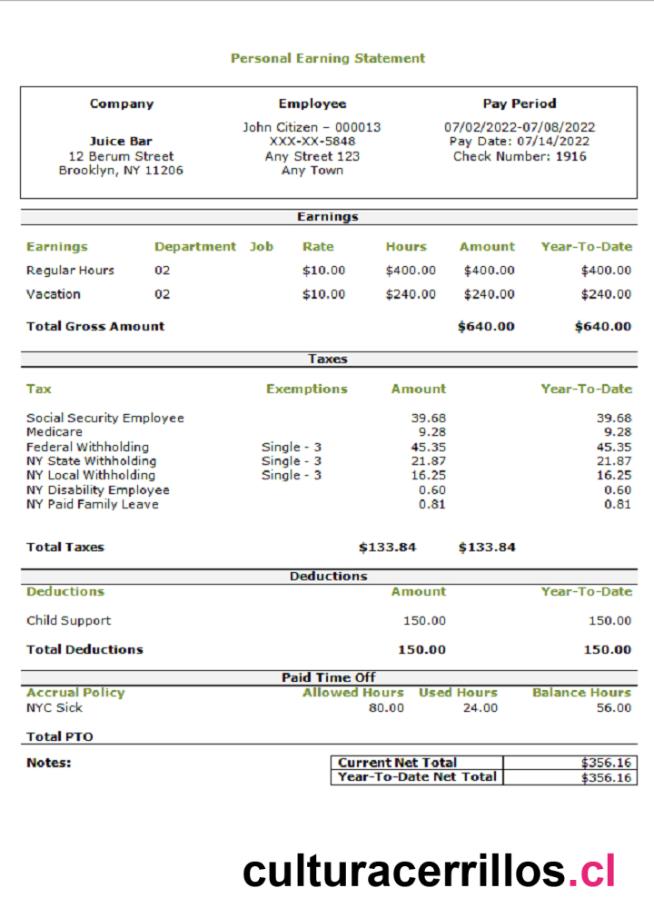 Personal Earning Statement
Company Employee Pay Period
John Citizen – 000013 07/02/2022-07/08/2022
Juice Bar XXX-XX-5848 Pay Date: 07/14/2022
12 Berum Street Any Street 123 Check Number: 1916
Brooklyn, NY 11206 Any Town
Earnings
Earnings Department Job Rate Hours Amount Year-To-Date
Regular Hours 02 $10.00 $400.00 $400.00 $400.00
Vacation 02 $10.00 $240.00 $240.00 $240.00
Total Gross Amount $640.00 $640.00
Taxes
Tax Exemptions Amount Year-To-Date
Social Security Employee 39.68 39.68
Medicare 9.28 9.28
Federal Withholding Single - 3 45.35 45.35
NY State Withholding Single - 3 21.87 21.87
NY Local Withholding Single - 3 16.25 16.25
NY Disability Employee 0.60 0.60
NY Paid Family Leave 0.81 0.81
Total Taxes $133.84 $133.84
Deductions
Deductions Amount Year-To-Date
Child Support 150.00 150.00
Total Deductions 150.00 150.00
Paid Time Off
Accrual Policy Allowed Hours Used Hours Balance Hours
NYC Sick 80.00 24.00 56.00
Total PTO
Notes: Current Net Total $356.16
Year-To-Date Net Total $356.16
culturacerrillos.cl